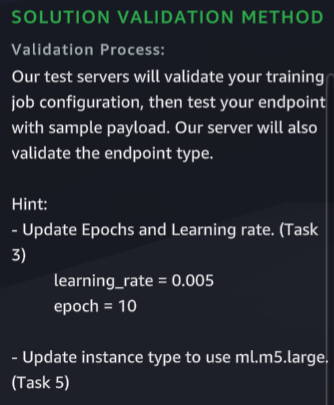 SOLUTION VALIDATION METHOD
Validation Process:
Our test servers will validate your training
job configuration, then test your endpoint
with sample payload. Our server will also
validate the endpoint type.
Hint:
- Update Epochs and Learning rate. (Task
3)
learning_rate = 0.005
epoch = 10
- Update instance type to use ml.m5.large.
(Task 5)